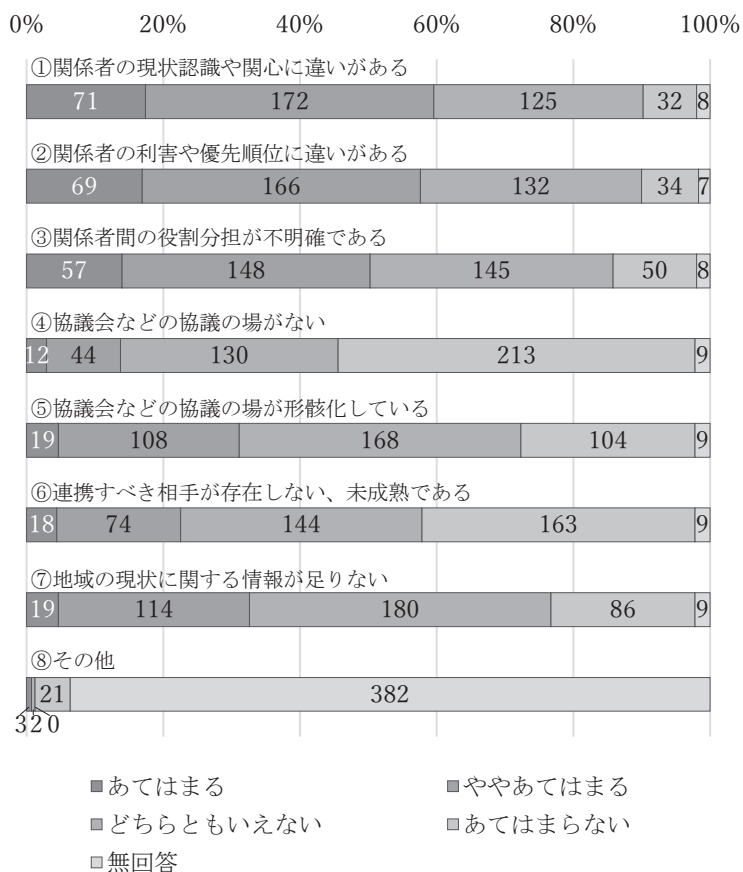 0% 20% 40% 60% 80% 100%
①関係者の現状認識や関心に違いがある
71 172 125 32 8
②関係者の利害や優先順位に違いがある
69 166 132 34 7
③関係者間の役割分担が不明確である
57 148 145 50 8
④協議会などの協議の場がない
12 44 130 213 9
⑤協議会などの協議の場が形骸化している
19 108 168 104 9
⑥連携すべき相手が存在しない、未成熟である
18 74 144 163 9
⑦地域の現状に関する情報が足りない
19 114 180 86 9
⑧その他
21 382
3 2 0
あてはまる ややあてはまる
どちらともいえない あてはまらない
無回答